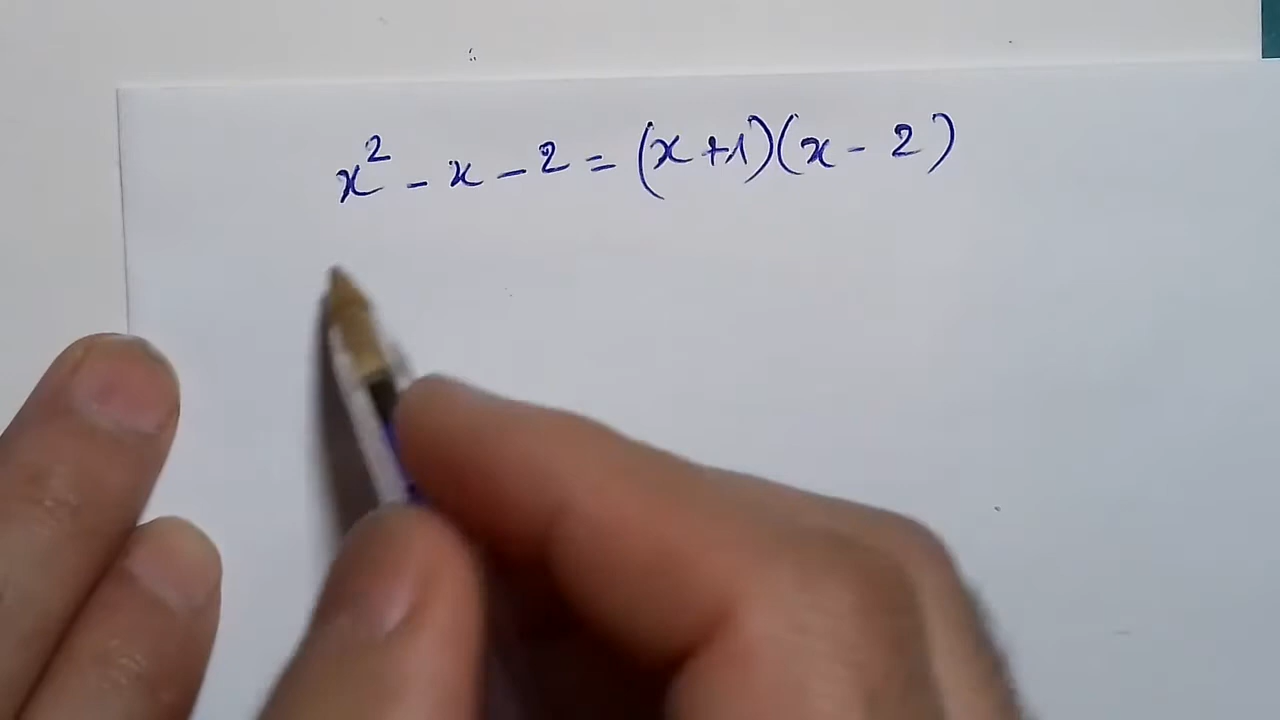 x² - x - 2 = (x+1)(x - 2)